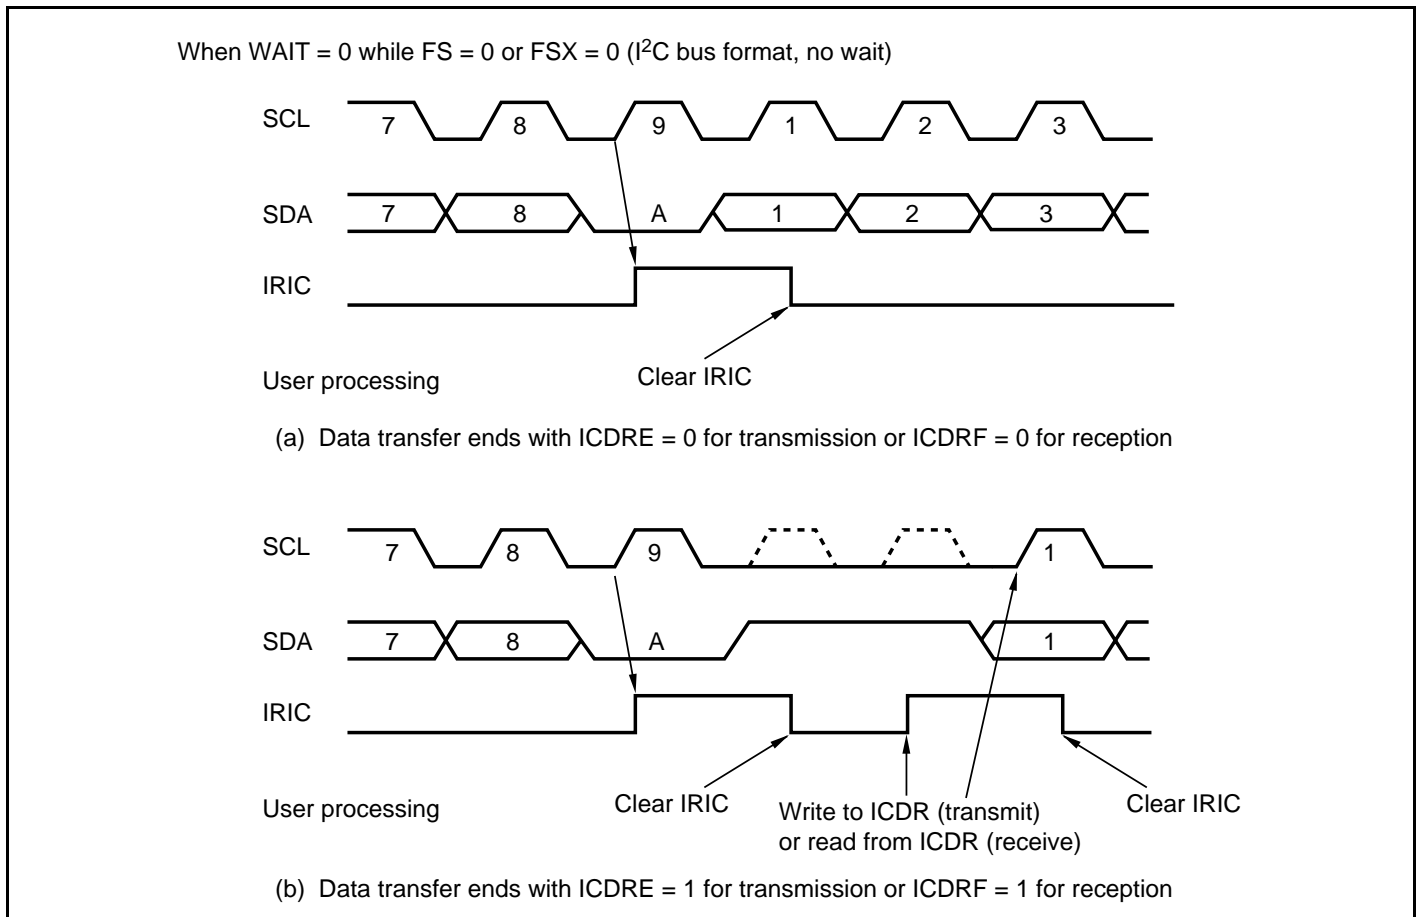 When WAIT = 0 while FS = 0 or FSX = 0 (I²C bus format, no wait)
SCL 7 8 9 1 2 3
SDA 7 8 A 1 2 3
IRIC
User processing Clear IRIC
(a) Data transfer ends with ICDRE = 0 for transmission or ICDRF = 0 for reception
SCL 7 8 9 1
SDA 7 8 A 1
IRIC
User processing Clear IRIC Write to ICDR (transmit) Clear IRIC
or read from ICDR (receive)
(b) Data transfer ends with ICDRE = 1 for transmission or ICDRF = 1 for reception